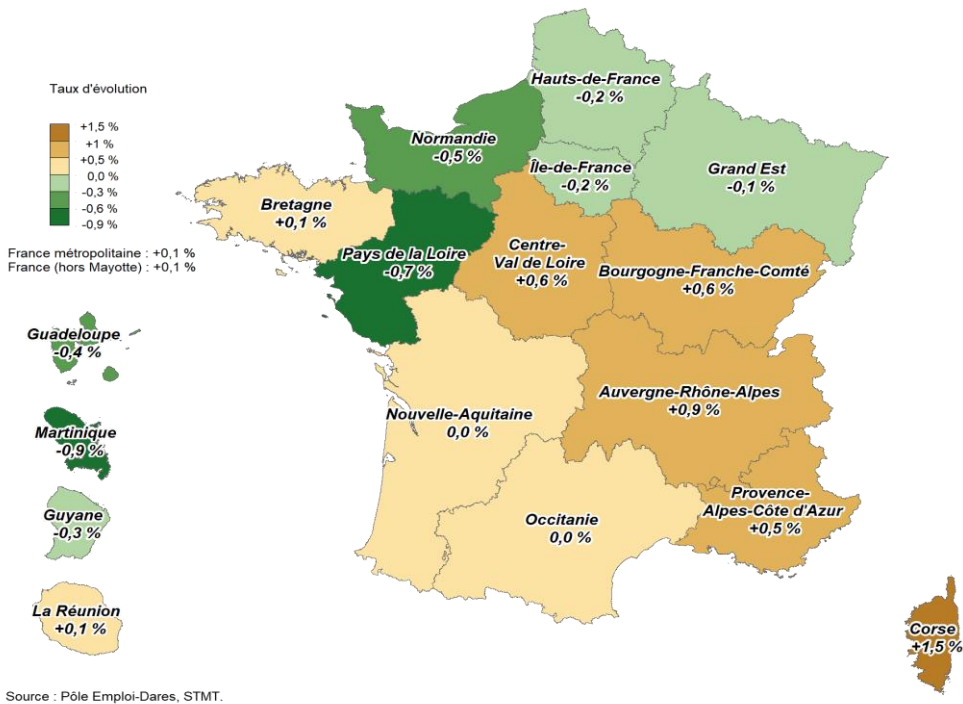 Taux d'évolution
+1,5 %
+1 %
+0,5 %
0,0 %
-0,3 %
-0,6 %
-0,9 %
France métropolitaine : +0,1 %
France (hors Mayotte) : +0,1 %
Hauts-de-France
-0,2 %
Normandie
-0,5 %
Île-de-France
-0,2 %
Grand Est
-0,1 %
Bretagne
+0,1 %
Pays de la Loire
-0,7 %
Centre-
Val de Loire
+0,6 %
Bourgogne-Franche-Comté
+0,6 %
Guadeloupe
-0,4 %
Auvergne-Rhône-Alpes
+0,9 %
Nouvelle-Aquitaine
0,0 %
Martinique
-0,9 %
Provence-
Alpes-Côte d'Azur
+0,5 %
Occitanie
0,0 %
Guyane
-0,3 %
La Réunion
+0,1 %
Corse
+1,5 %
Source : Pôle Emploi-Dares, STMT.